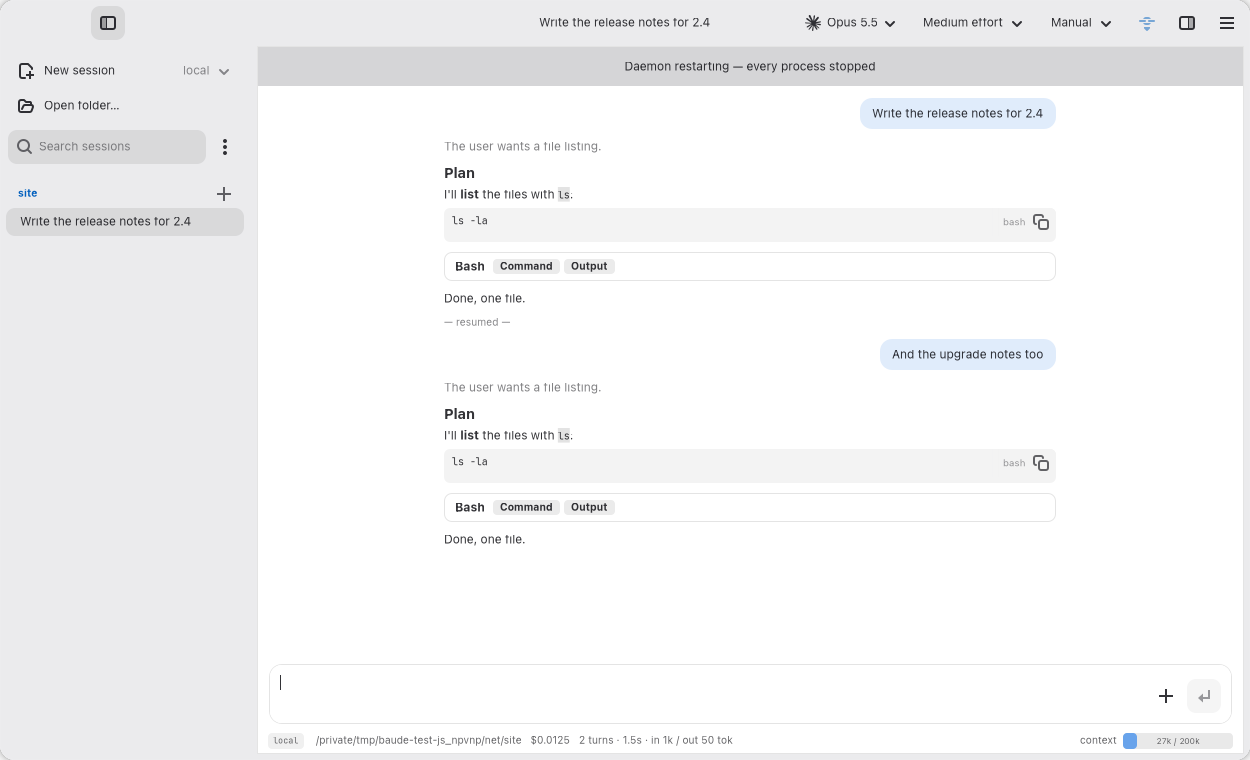 Write the release notes for 2.4
Opus 5.5
Medium effort
Manual
New session
local
Open folder...
Search sessions
site
Write the release notes for 2.4
Daemon restarting — every process stopped
Write the release notes for 2.4
The user wants a file listing.
Plan
I'll list the files with ls.
ls -la
bash
Bash Command Output
Done, one file.
— resumed —
And the upgrade notes too
The user wants a file listing.
Plan
I'll list the files with ls.
ls -la
bash
Bash Command Output
Done, one file.
local /private/tmp/baude-test-js_npvnp/net/site $0.0125 2 turns · 1.5s · in 1k / out 50 tok
context 27k / 200k